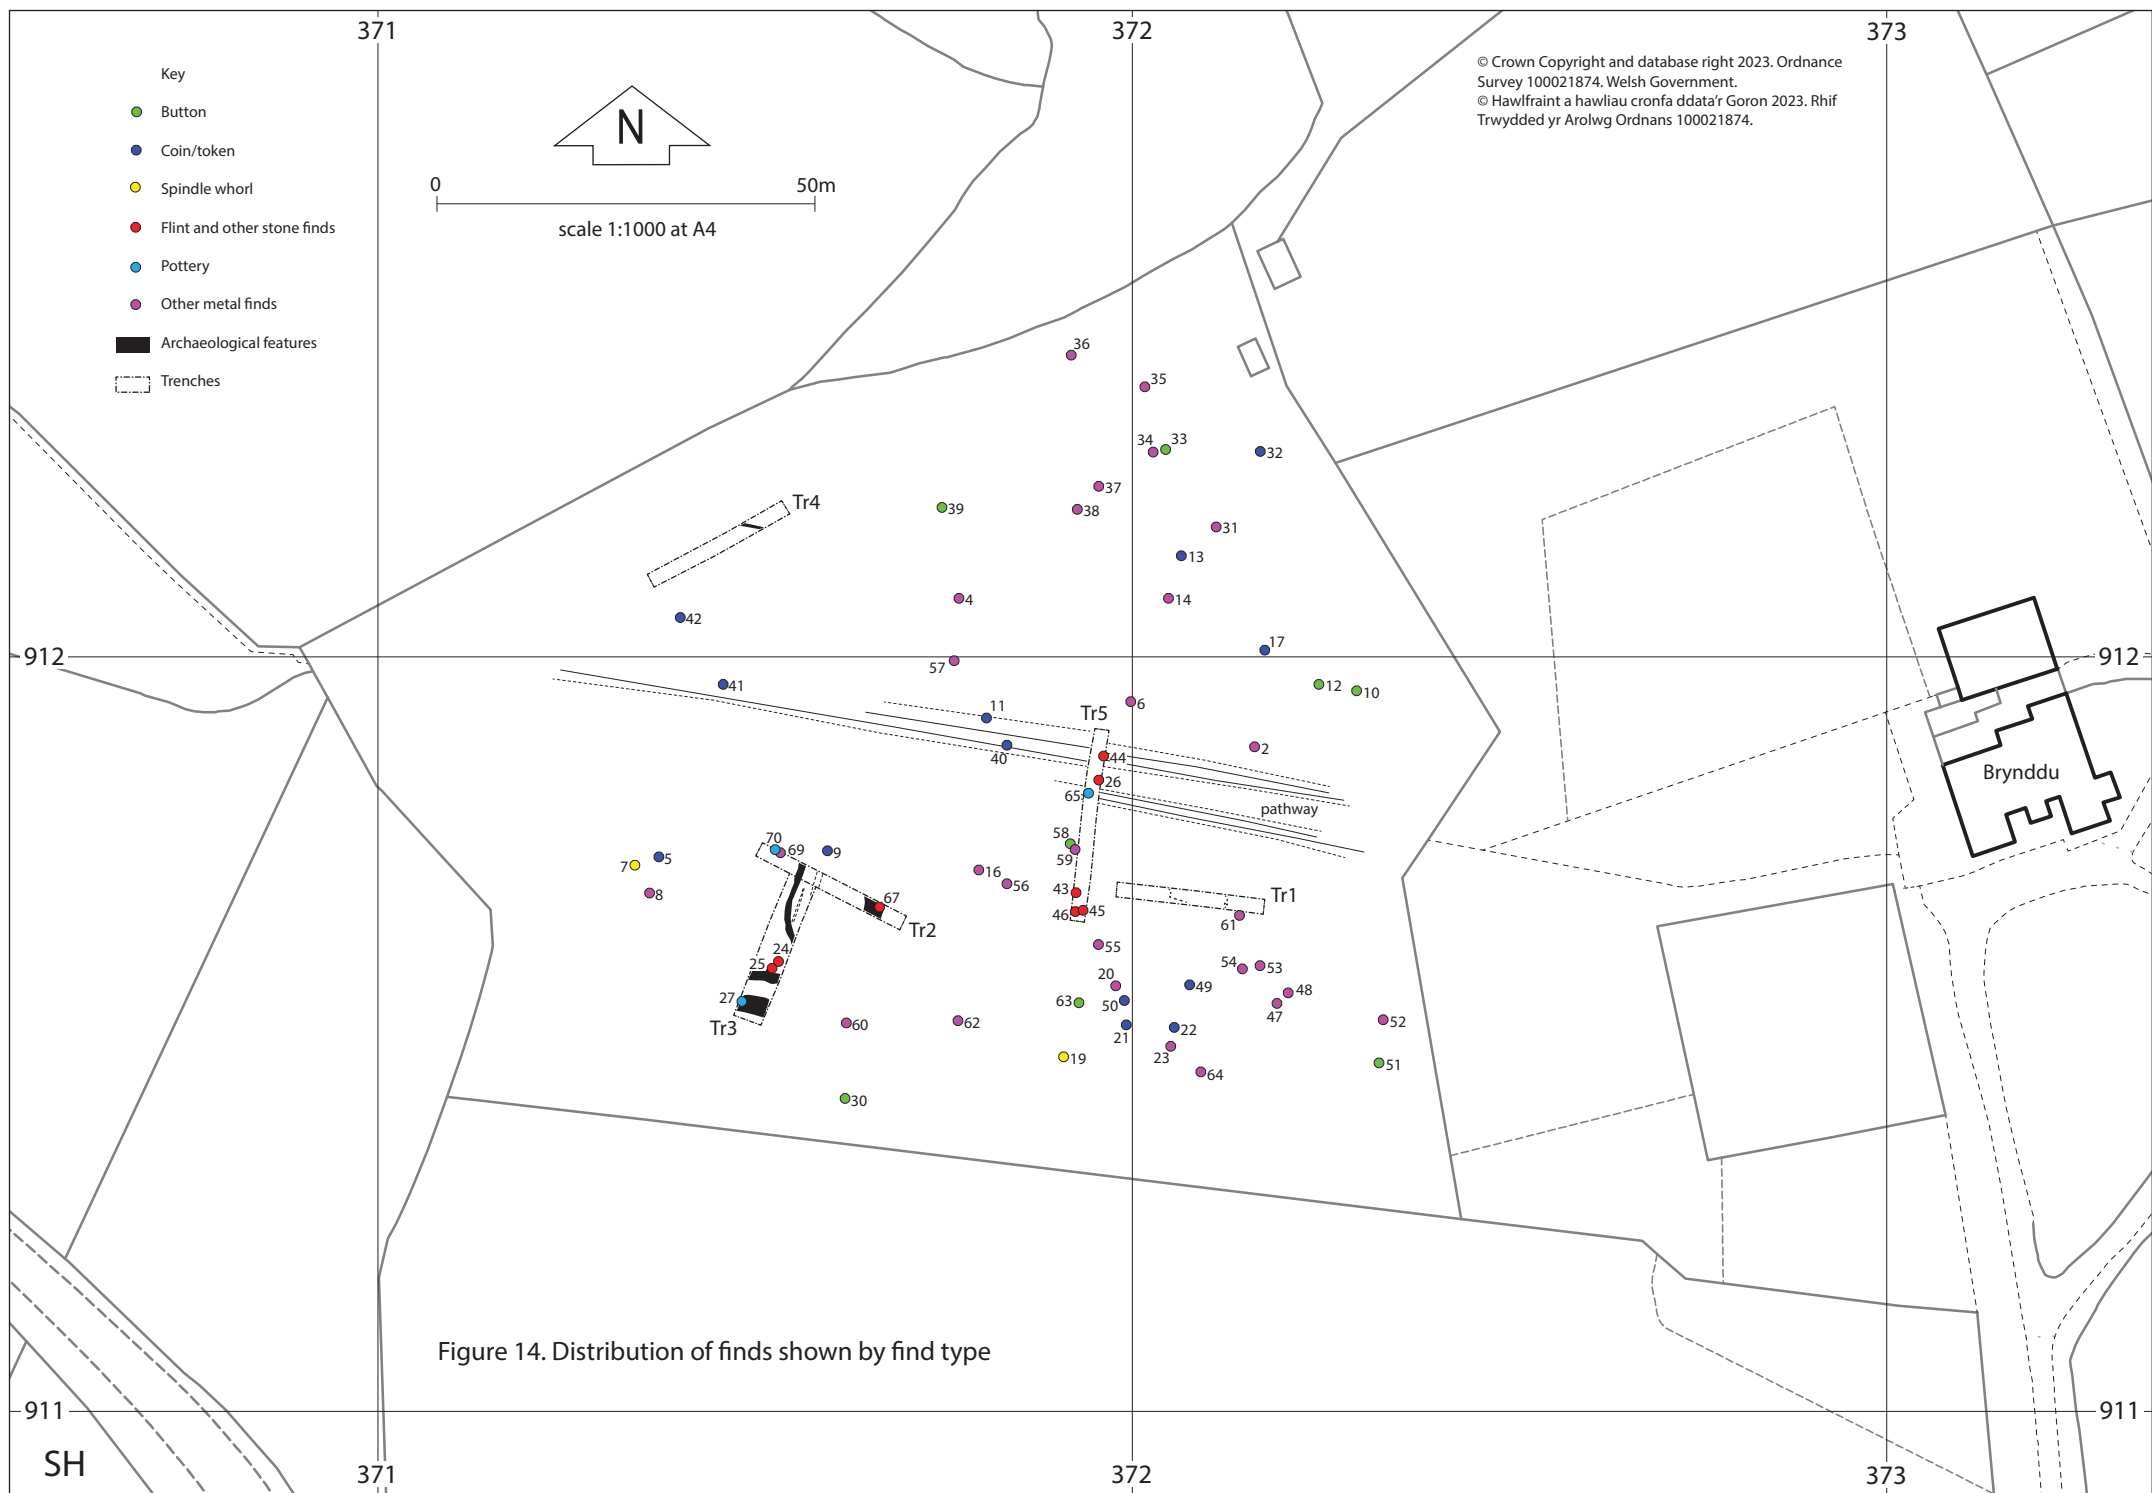 371
372
373
Key
Button
Coin/token
Spindle whorl
Flint and other stone finds
Pottery
Other metal finds
Archaeological features
Trenches
N
0 50m
scale 1:1000 at A4
© Crown Copyright and database right 2023. Ordnance
Survey 100021874. Welsh Government.
© Hawlfraint a hawliau cronfa ddata'r Goron 2023. Rhif
Trwydded yr Arolwg Ordnans 100021874.
36
35
34
33
32
37
38
39
31
Tr4
13
4
14
42
17
912
912
57
41
12
10
6
11
Tr5
2
40
44
26
65
pathway
Brynddu
58
59
70
69
9
5
7
8
16
56
43
46
45
Tr1
61
67
Tr2
55
24
25
54
53
20
49
48
50
47
27
63
Tr3
60
62
21
22
52
23
19
64
51
30
Figure 14. Distribution of finds shown by find type
911
911
SH
371
372
373